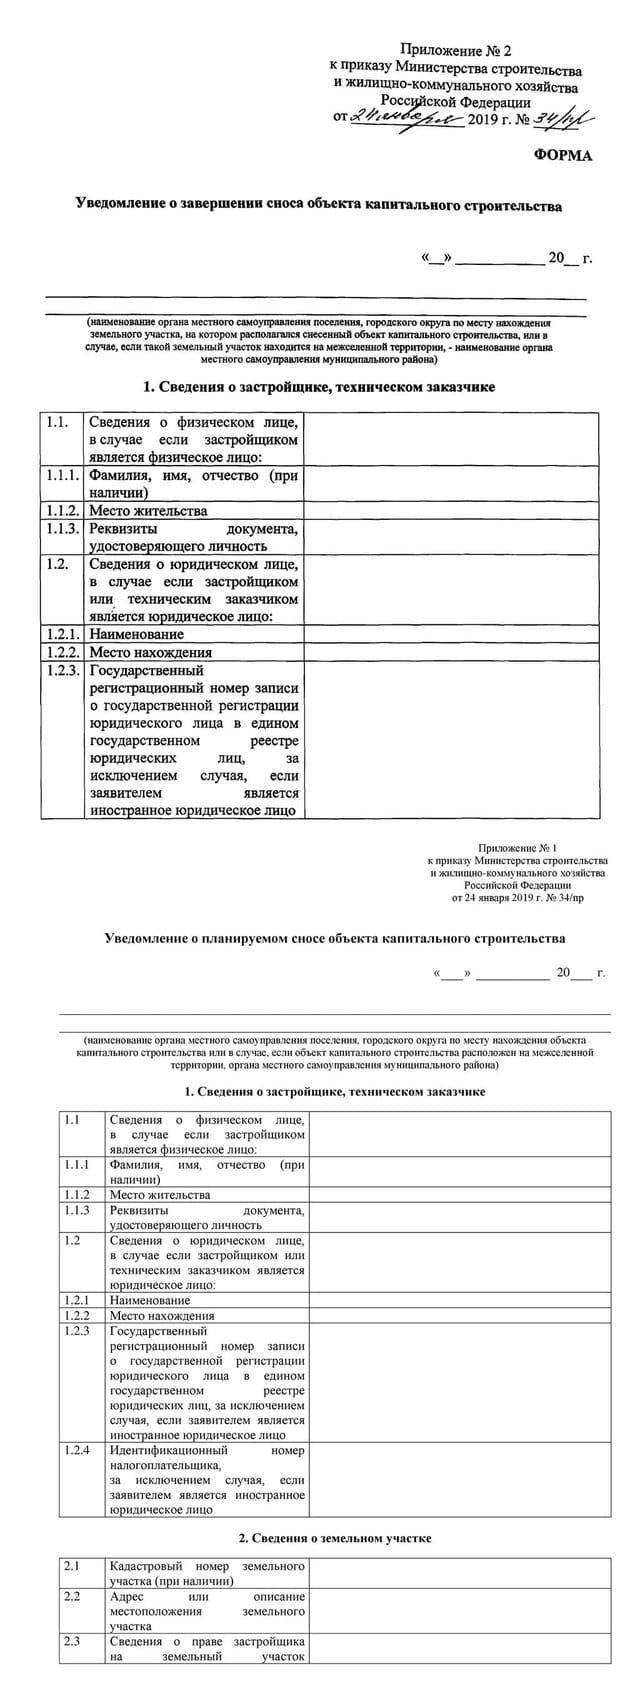 Приложение № 2
к приказу Министерства строительства
и жилищно-коммунального хозяйства
Российской Федерации
от 24 января 2019 г. № 34/пр
ФОРМА
Уведомление о завершении сноса объекта капитального строительства
«__» ____________ 20__ г.
(наименование органа местного самоуправления поселения, городского округа по месту нахождения
земельного участка, на котором располагался снесенный объект капитального строительства, или в
случае, если такой земельный участок находится на межселенной территории, - наименование органа
местного самоуправления муниципального района)
1. Сведения о застройщике, техническом заказчике
1.1. Сведения о физическом лице,
в случае если застройщиком
является физическое лицо:
1.1.1. Фамилия, имя, отчество (при
наличии)
1.1.2. Место жительства
1.1.3. Реквизиты документа,
удостоверяющего личность
1.2. Сведения о юридическом лице,
в случае если застройщиком
или техническим заказчиком
является юридическое лицо:
1.2.1. Наименование
1.2.2. Место нахождения
1.2.3. Государственный
регистрационный номер записи
о государственной регистрации
юридического лица в едином
государственном реестре
юридических лиц, за
исключением случая, если
заявителем является
иностранное юридическое лицо
Приложение № 1
к приказу Министерства строительства
и жилищно-коммунального хозяйства
Российской Федерации
от 24 января 2019 г. № 34/пр
Уведомление о планируемом сносе объекта капитального строительства
«___» ___________ 20___ г.
(наименование органа местного самоуправления поселения, городского округа по месту нахождения объекта
капитального строительства или в случае, если объект капитального строительства расположен на межселенной
территории, органа местного самоуправления муниципального района)
1. Сведения о застройщике, техническом заказчике
1.1 Сведения о физическом лице,
в случае если застройщиком
является физическое лицо:
1.1.1 Фамилия, имя, отчество (при
наличии)
1.1.2 Место жительства
1.1.3 Реквизиты документа,
удостоверяющего личность
1.2 Сведения о юридическом лице,
в случае если застройщиком или
техническим заказчиком является
юридическое лицо:
1.2.1 Наименование
1.2.2 Место нахождения
1.2.3 Государственный
регистрационный номер записи
о государственной регистрации
юридического лица в едином
государственном реестре
юридических лиц, за исключением
случая, если заявителем является
иностранное юридическое лицо
1.2.4 Идентификационный номер
налогоплательщика,
за исключением случая, если
заявителем является иностранное
юридическое лицо
2. Сведения о земельном участке
2.1 Кадастровый номер земельного
участка (при наличии)
2.2 Адрес или описание
местоположения земельного
участка
2.3 Сведения о праве застройщика
на земельный участок